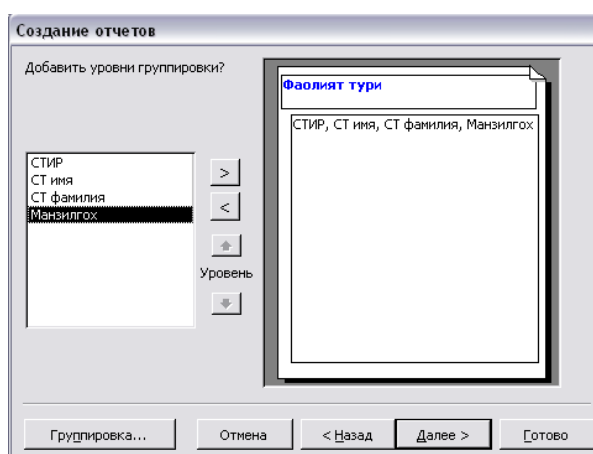 Создание отчетов
Добавить уровни группировки?
Фаолият тури
СТИР, СТ имя, СТ фамилия, Манзилгох
СТИР
СТ имя
СТ фамилия
Манзилгох
>
<
Уровень
Группировка...
Отмена
< Назад
Далее >
Готово